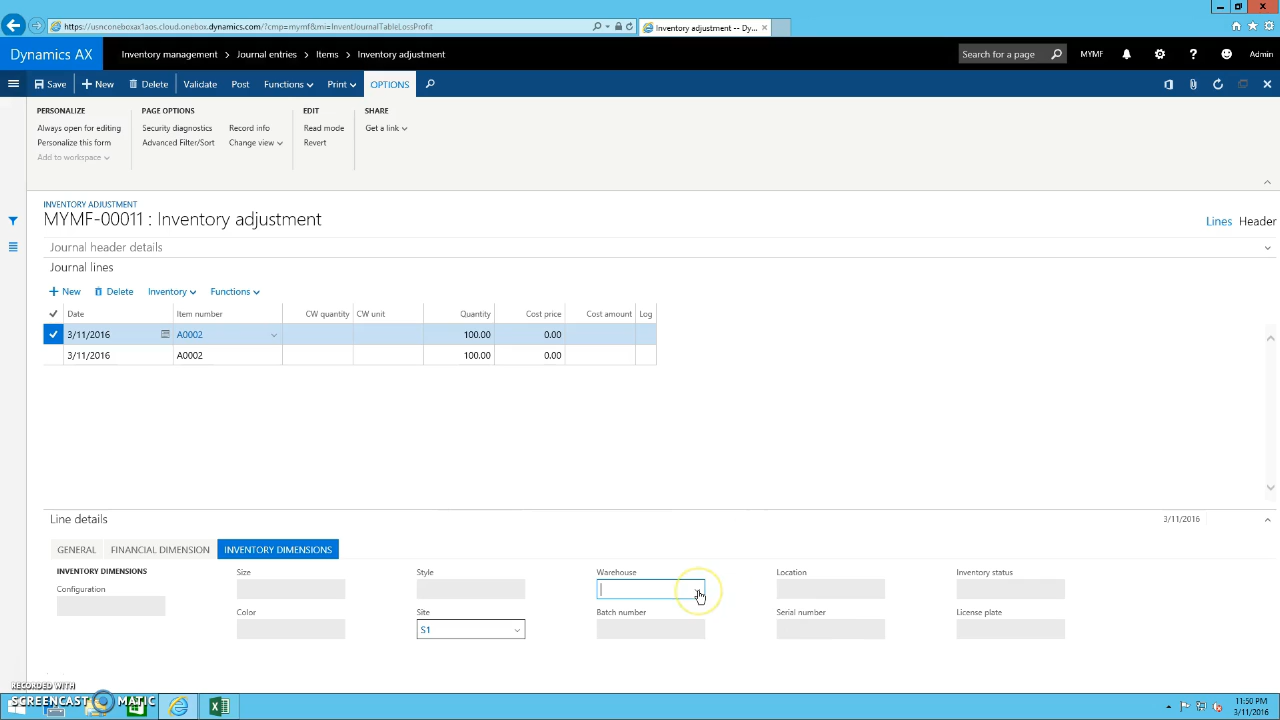 https://usnconeboxax1aos.cloud.onebox.dynamics.com/?cmp=mymf&mi=InventJournalTableLossProfit
Inventory adjustment -- Dy...
Dynamics AX
Inventory management > Journal entries > Items > Inventory adjustment
Search for a page
MYMF
?
Admin
Save
+ New
Delete
Validate
Post
Functions
Print
OPTIONS
PERSONALIZE
Always open for editing
Personalize this form
Add to workspace
PAGE OPTIONS
Security diagnostics
Advanced Filter/Sort
Record info
Change view
EDIT
Read mode
Revert
SHARE
Get a link
INVENTORY ADJUSTMENT
MYMF-00011 : Inventory adjustment
Lines Header
Journal header details
Journal lines
+ New Delete Inventory Functions
Date Item number CW quantity CW unit Quantity Cost price Cost amount Log
3/11/2016 A0002 100.00 0.00
3/11/2016 A0002 100.00 0.00
Line details
3/11/2016
GENERAL FINANCIAL DIMENSION INVENTORY DIMENSIONS
INVENTORY DIMENSIONS
Configuration
Size
Color
Style
Site
S1
Warehouse
Batch number
Location
Serial number
Inventory status
License plate
RECORDED WITH
SCREENCAST MATIC
11:50 PM
3/11/2016